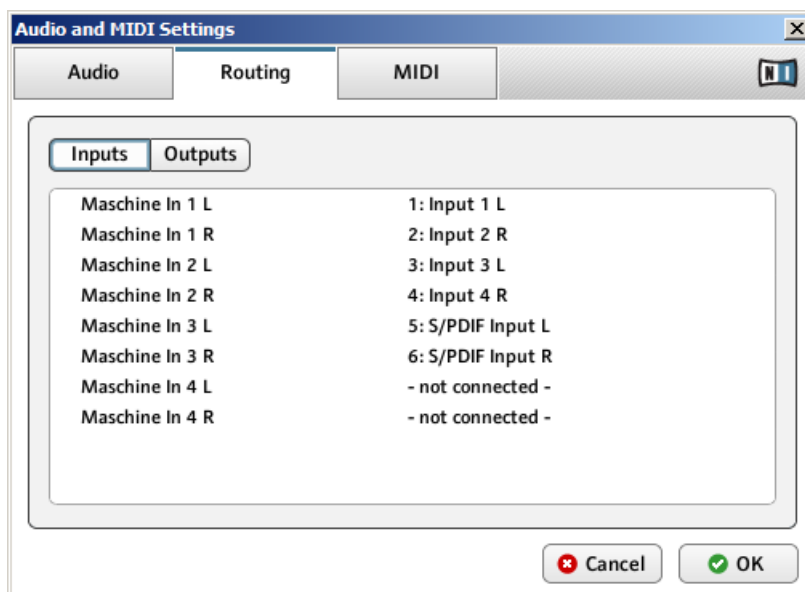 Audio and MIDI Settings
Audio Routing MIDI
NI
Inputs Outputs
Maschine In 1 L 1: Input 1 L
Maschine In 1 R 2: Input 2 R
Maschine In 2 L 3: Input 3 L
Maschine In 2 R 4: Input 4 R
Maschine In 3 L 5: S/PDIF Input L
Maschine In 3 R 6: S/PDIF Input R
Maschine In 4 L - not connected -
Maschine In 4 R - not connected -
Cancel OK